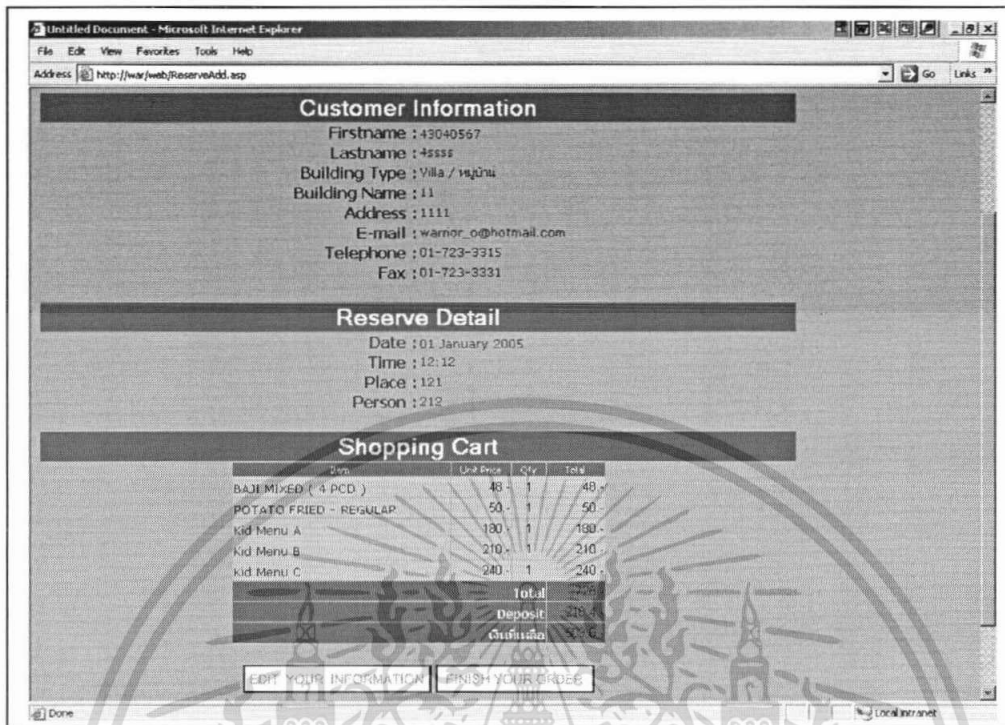 Untitled Document - Microsoft Internet Explorer
File Edit View Favorites Tools Help
Address http://war/web/ReserveAdd.asp Go Links »
Customer Information
Firstname : 43040567
Lastname : 4ssss
Building Type : Villa / หมู่บ้าน
Building Name : 11
Address : 1111
E-mail : warrior_o@hotmail.com
Telephone : 01-723-3315
Fax : 01-723-3331
Reserve Detail
Date : 01 January 2005
Time : 12:12
Place : 121
Person : 212
Shopping Cart
Item Unit Price Qty Total
BAJI MIXED ( 4 PCD ) 48 - 1 48 -
POTATO FRIED - REGULAR 50 - 1 50 -
Kid Menu A 180 - 1 180 -
Kid Menu B 210 - 1 210 -
Kid Menu C 240 - 1 240 -
Total
Deposit
เงินที่เหลือ
EDIT YOUR INFORMATION FINISH YOUR ORDER
Done Local intranet